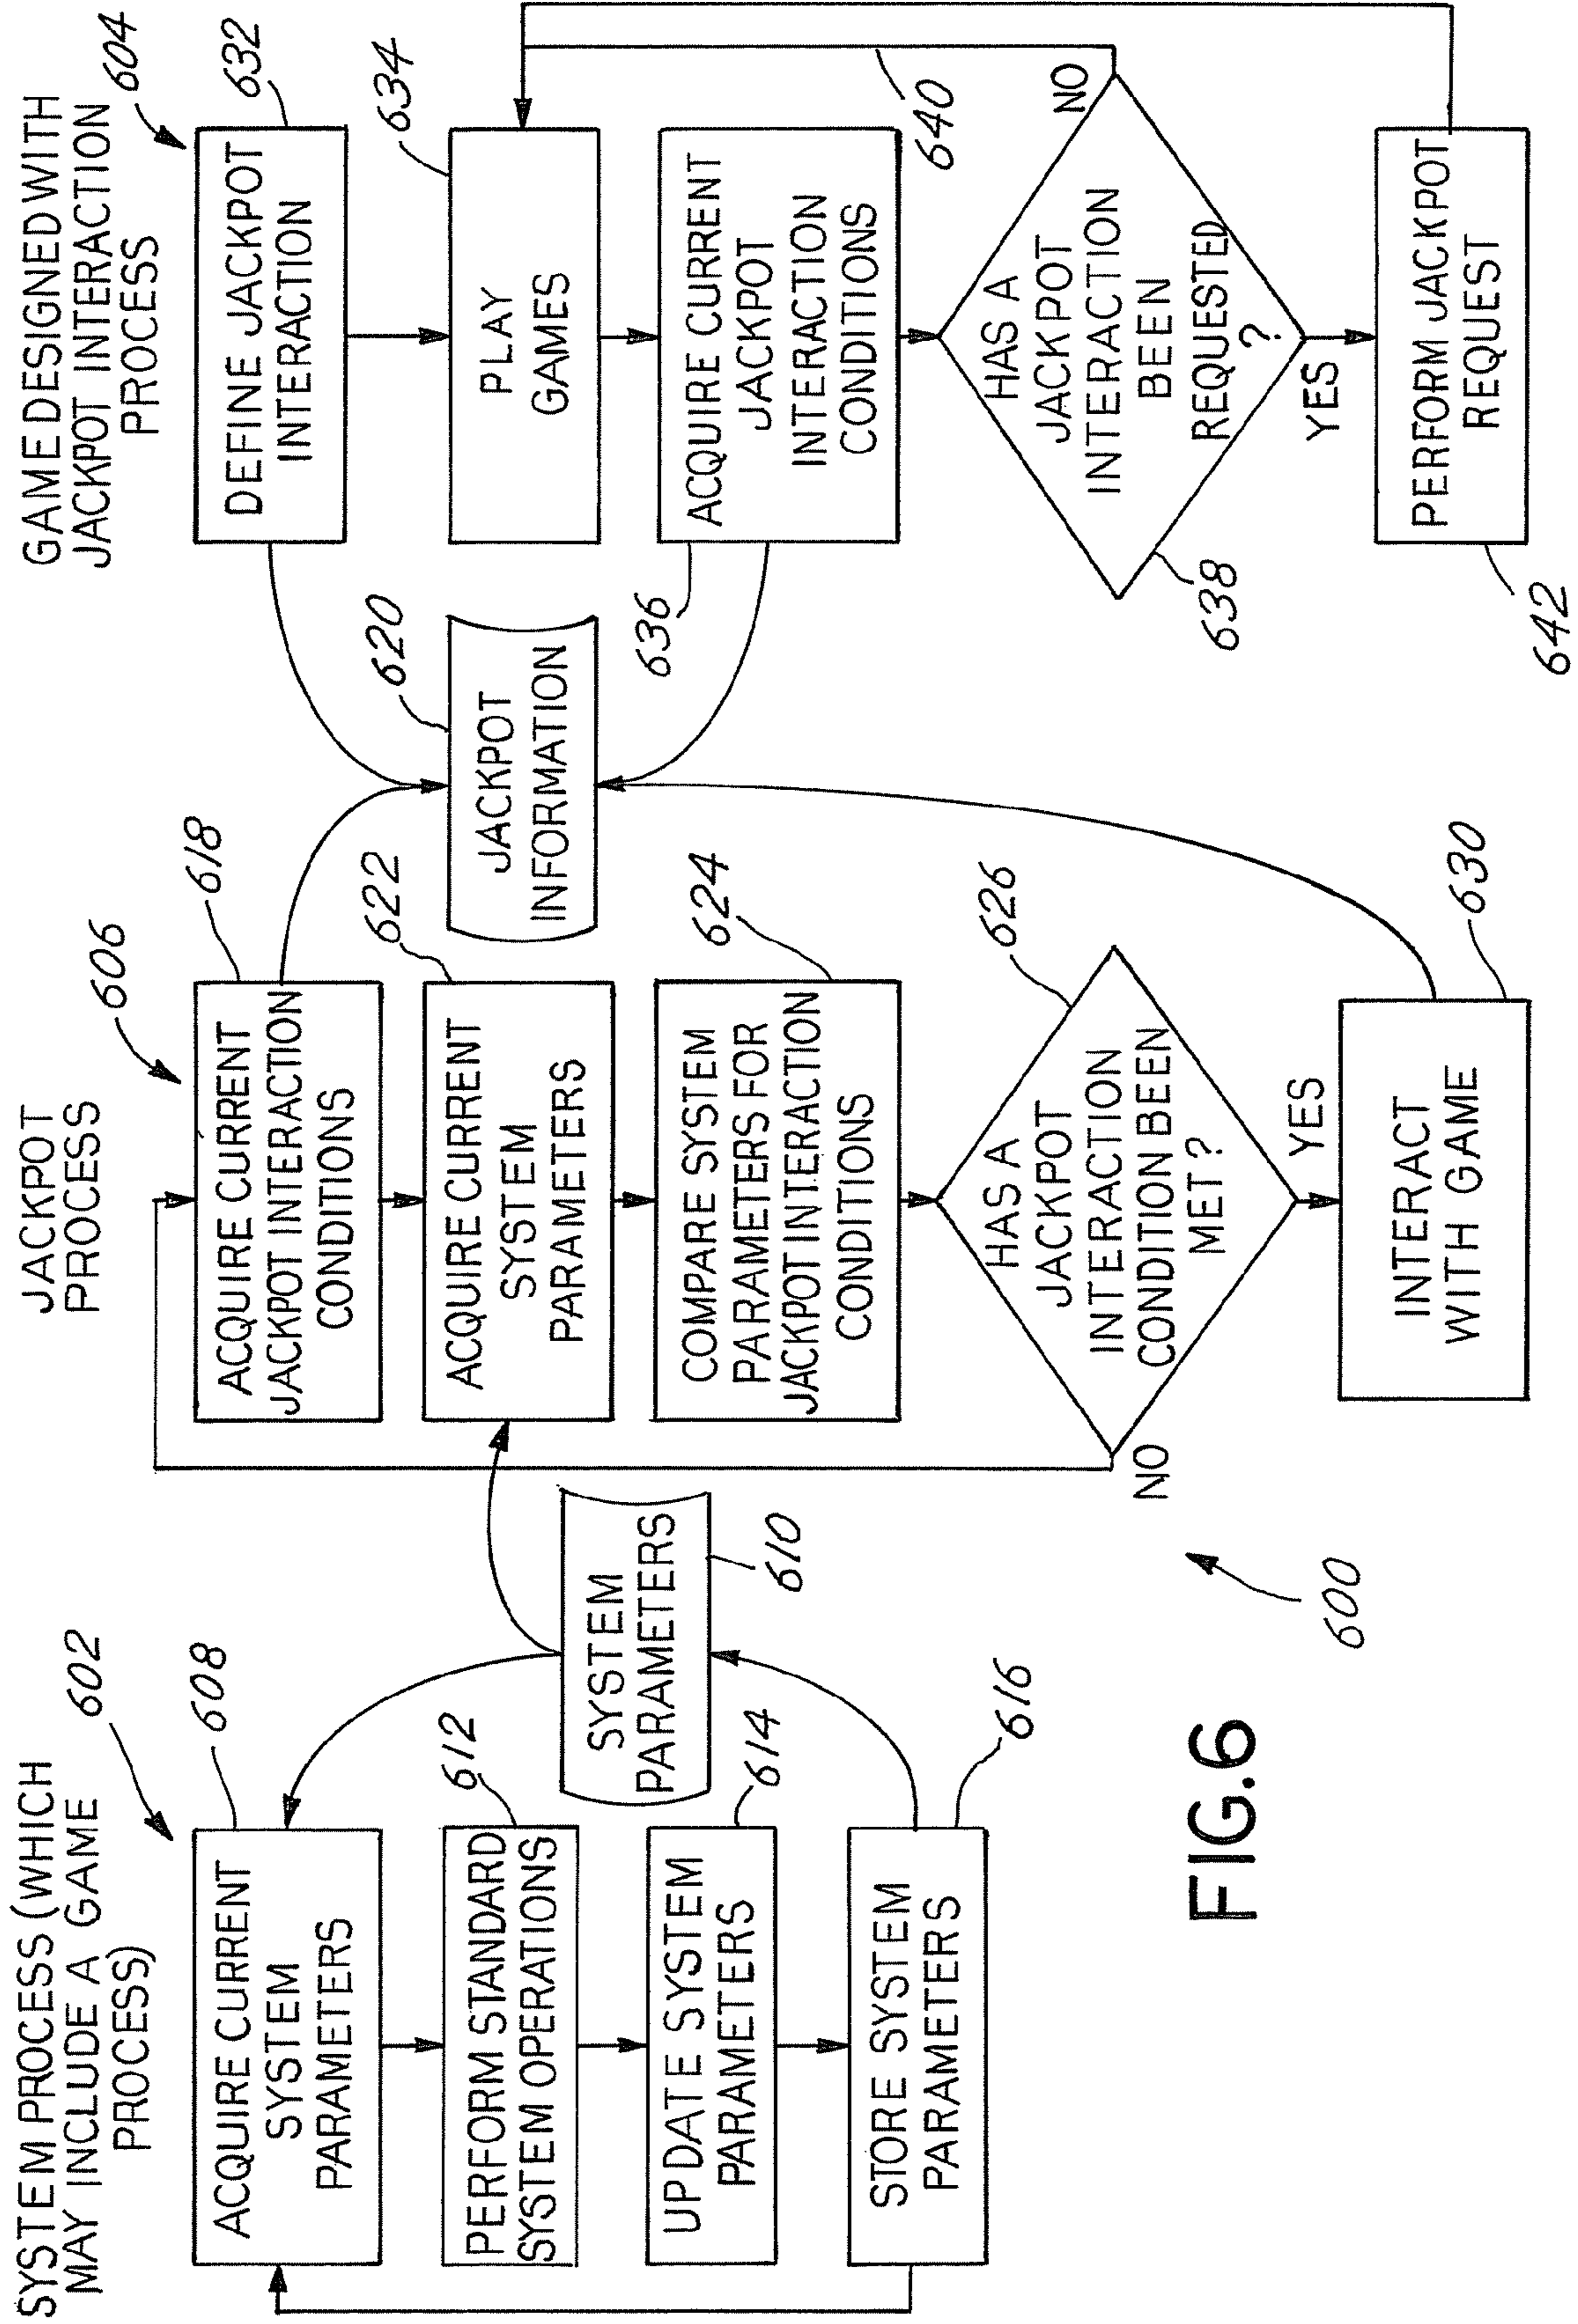 SYSTEM PROCESS (WHICH
MAY INCLUDE A GAME
PROCESS)
602
608
ACQUIRE CURRENT
SYSTEM
PARAMETERS
612
PERFORM STANDARD
SYSTEM OPERATIONS
614
UPDATE SYSTEM
PARAMETERS
616
STORE SYSTEM
PARAMETERS
SYSTEM
PARAMETERS
610
JACKPOT
PROCESS
606
618
ACQUIRE CURRENT
JACKPOT INTERACTION
CONDITIONS
622
ACQUIRE CURRENT
SYSTEM
PARAMETERS
624
COMPARE SYSTEM
PARAMETERS FOR
JACKPOT INTERACTION
CONDITIONS
626
HAS A
JACKPOT
INTERACTION
CONDITION BEEN
MET?
NO
YES
630
INTERACT
WITH GAME
620
JACKPOT
INFORMATION
GAME DESIGNED WITH
JACKPOT INTERACTION
PROCESS
604
632
DEFINE JACKPOT
INTERACTION
634
PLAY
GAMES
636
ACQUIRE CURRENT
JACKPOT
INTERACTION
CONDITIONS
640
638
HAS A
JACKPOT
INTERACTION
BEEN
REQUESTED
?
NO
YES
642
PERFORM JACKPOT
REQUEST
600
FIG.6